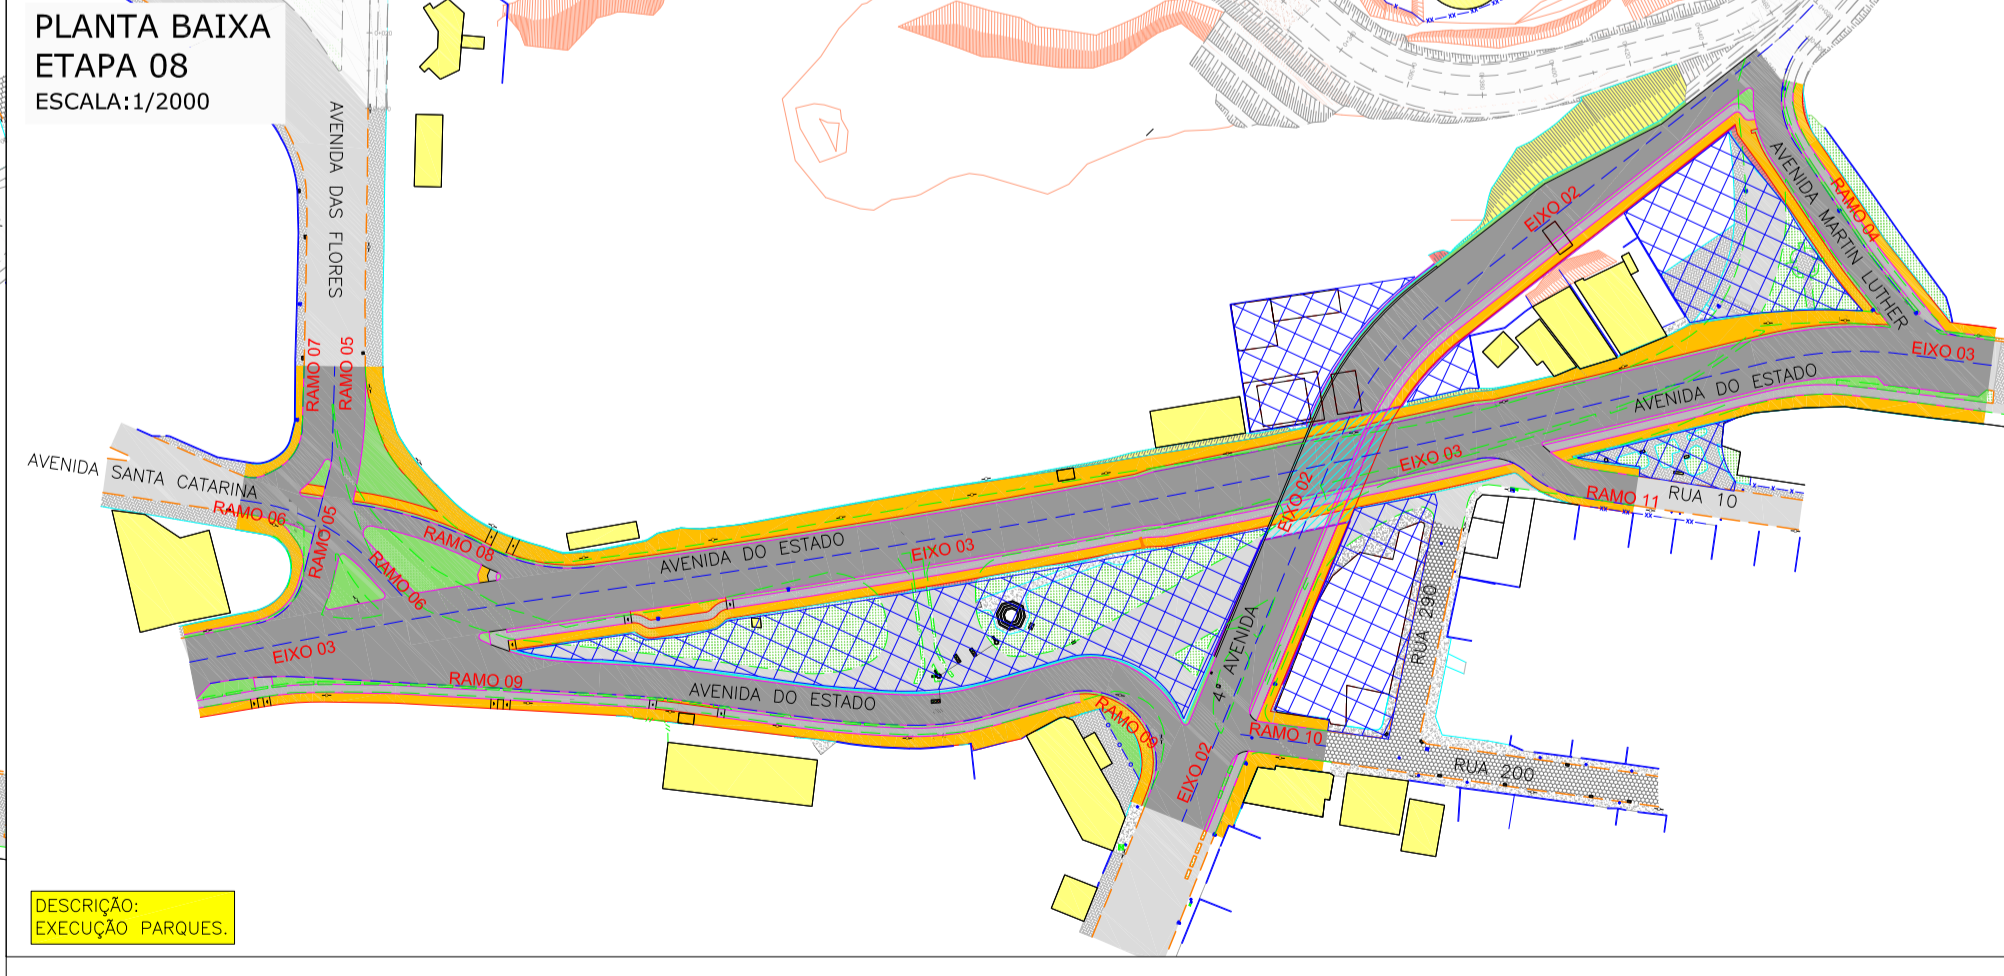 PLANTA BAIXA
ETAPA 08
ESCALA:1/2000
AVENIDA DAS FLORES
RAMO 07
RAMO 05
AVENIDA SANTA CATARINA
RAMO 06
RAMO 05
RAMO 08
RAMO 06
EIXO 03
RAMO 09
AVENIDA DO ESTADO
EIXO 03
AVENIDA DO ESTADO
RAMO 09
4ª AVENIDA
EIXO 02
EIXO 02
EIXO 02
EIXO 03
AVENIDA DO ESTADO
EIXO 03
AVENIDA MARTIN LUTHER
RAMO 04
RAMO 11
RUA 10
RUA 290
RAMO 10
RUA 200
DESCRIÇÃO:
EXECUÇÃO PARQUES.